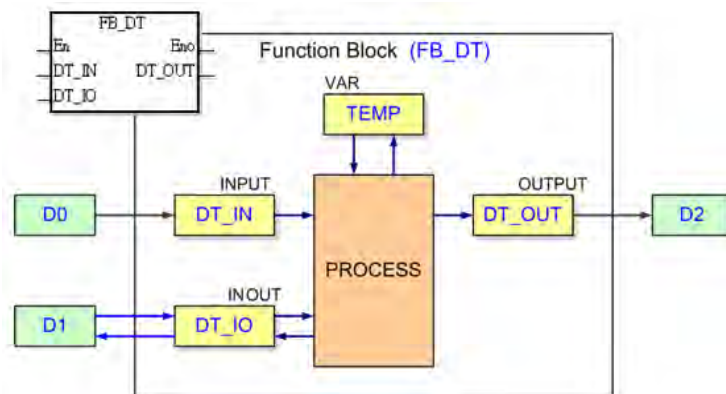 FB_DT
En Eno
DT_IN DT_OUT
DT_IO
Function Block (FB_DT)
VAR
TEMP
INPUT OUTPUT
D0 DT_IN DT_OUT D2
PROCESS
INOUT
D1 DT_IO